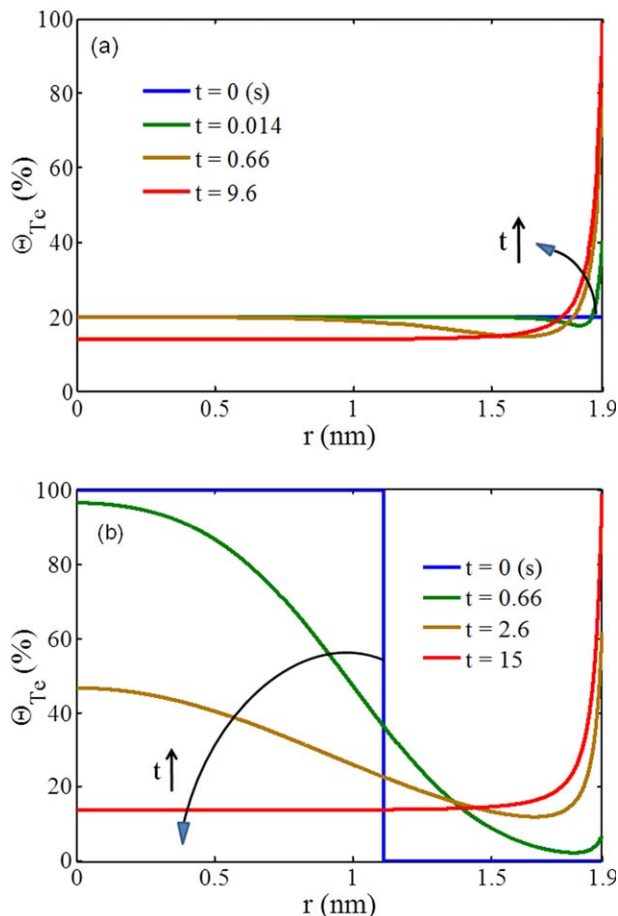 100
(a)
80
t = 0 (s)
t = 0.014
60
t = 0.66
t = 9.6
Θ_Te (%)
40
t
20
0
0 0.5 1 1.5 1.9
r (nm)
100
(b)
80
t = 0 (s)
t = 0.66
60
t = 2.6
t = 15
Θ_Te (%)
40
t
20
0
0 0.5 1 1.5 1.9
r (nm)